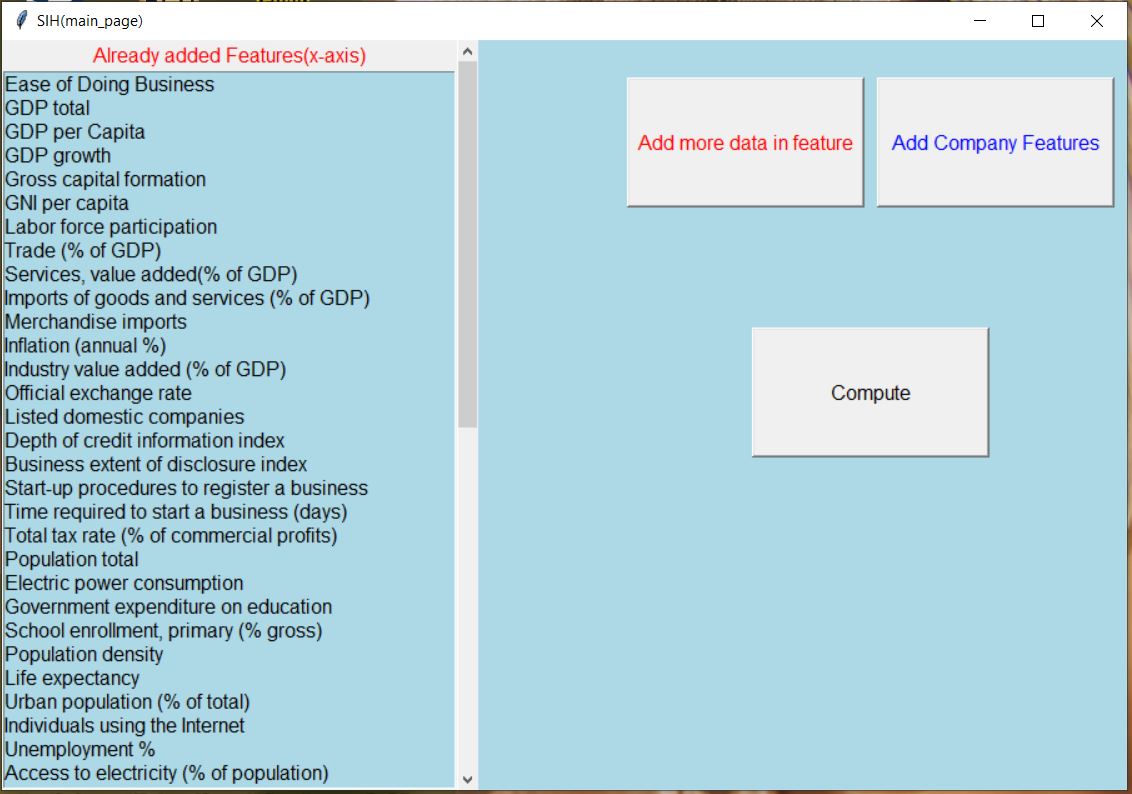 SIH(main_page)
Already added Features(x-axis)
Ease of Doing Business
GDP total
GDP per Capita
GDP growth
Gross capital formation
GNI per capita
Labor force participation
Trade (% of GDP)
Services, value added(% of GDP)
Imports of goods and services (% of GDP)
Merchandise imports
Inflation (annual %)
Industry value added (% of GDP)
Official exchange rate
Listed domestic companies
Depth of credit information index
Business extent of disclosure index
Start-up procedures to register a business
Time required to start a business (days)
Total tax rate (% of commercial profits)
Population total
Electric power consumption
Government expenditure on education
School enrollment, primary (% gross)
Population density
Life expectancy
Urban population (% of total)
Individuals using the Internet
Unemployment %
Access to electricity (% of population)
Add more data in feature
Add Company Features
Compute